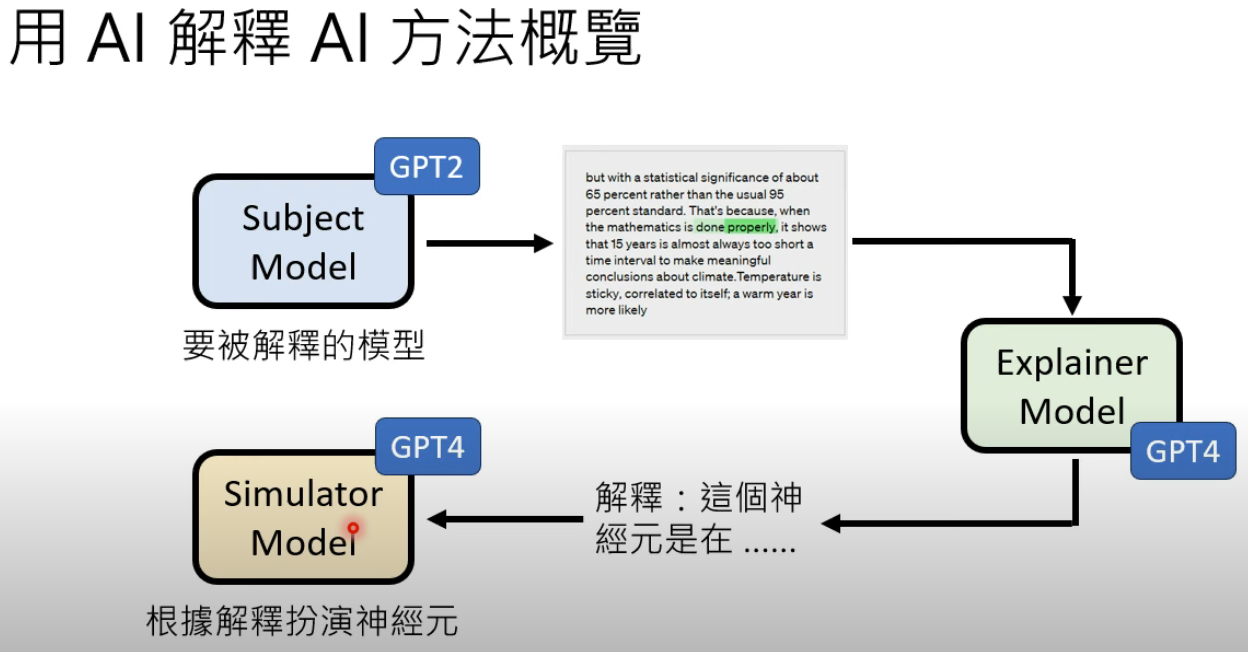 用 AI 解釋 AI 方法概覽
GPT2
Subject
Model
要被解釋的模型
but with a statistical significance of about
65 percent rather than the usual 95
percent standard. That's because, when
the mathematics is done properly, it shows
that 15 years is almost always too short a
time interval to make meaningful
conclusions about climate.Temperature is
sticky, correlated to itself; a warm year is
more likely
Explainer
Model
GPT4
解釋：這個神
經元是在 ......
GPT4
Simulator
Model
根據解釋扮演神經元